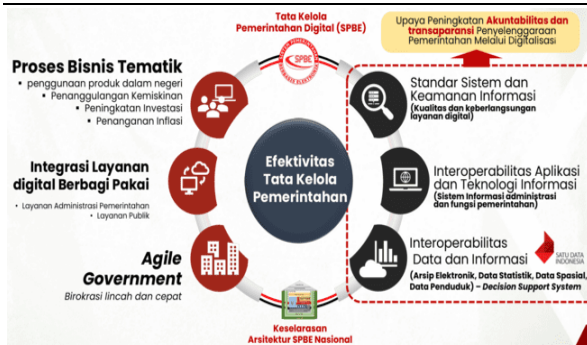 Tata Kelola
Pemerintahan Digital (SPBE)
SPBE
Upaya Peningkatan Akuntabilitas dan
transaparansi Penyelenggaraan
Pemerintahan Melalui Digitalisasi
Proses Bisnis Tematik
▪ penggunaan produk dalam negeri
▪ Penanggulangan Kemiskinan
▪ Peningkatan Investasi
▪ Penanganan Inflasi
Integrasi Layanan
digital Berbagi Pakai
• Layanan Administrasi Pemerintahan
• Layanan Publik
Agile
Government
Birokrasi lincah dan cepat
Efektivitas
Tata Kelola
Pemerintahan
Standar Sistem dan
Keamanan Informasi
(Kualitas dan keberlangsungan
layanan digital)
Interoperabilitas Aplikasi
dan Teknologi Informasi
(Sistem Informasi administrasi
dan fungsi pemerintahan)
Interoperabilitas
Data dan Informasi
SATU DATA
INDONESIA
(Arsip Elektronik, Data Statistik, Data Spasial,
Data Penduduk) – Decision Support System
Keselarasan
Arsitektur SPBE Nasional